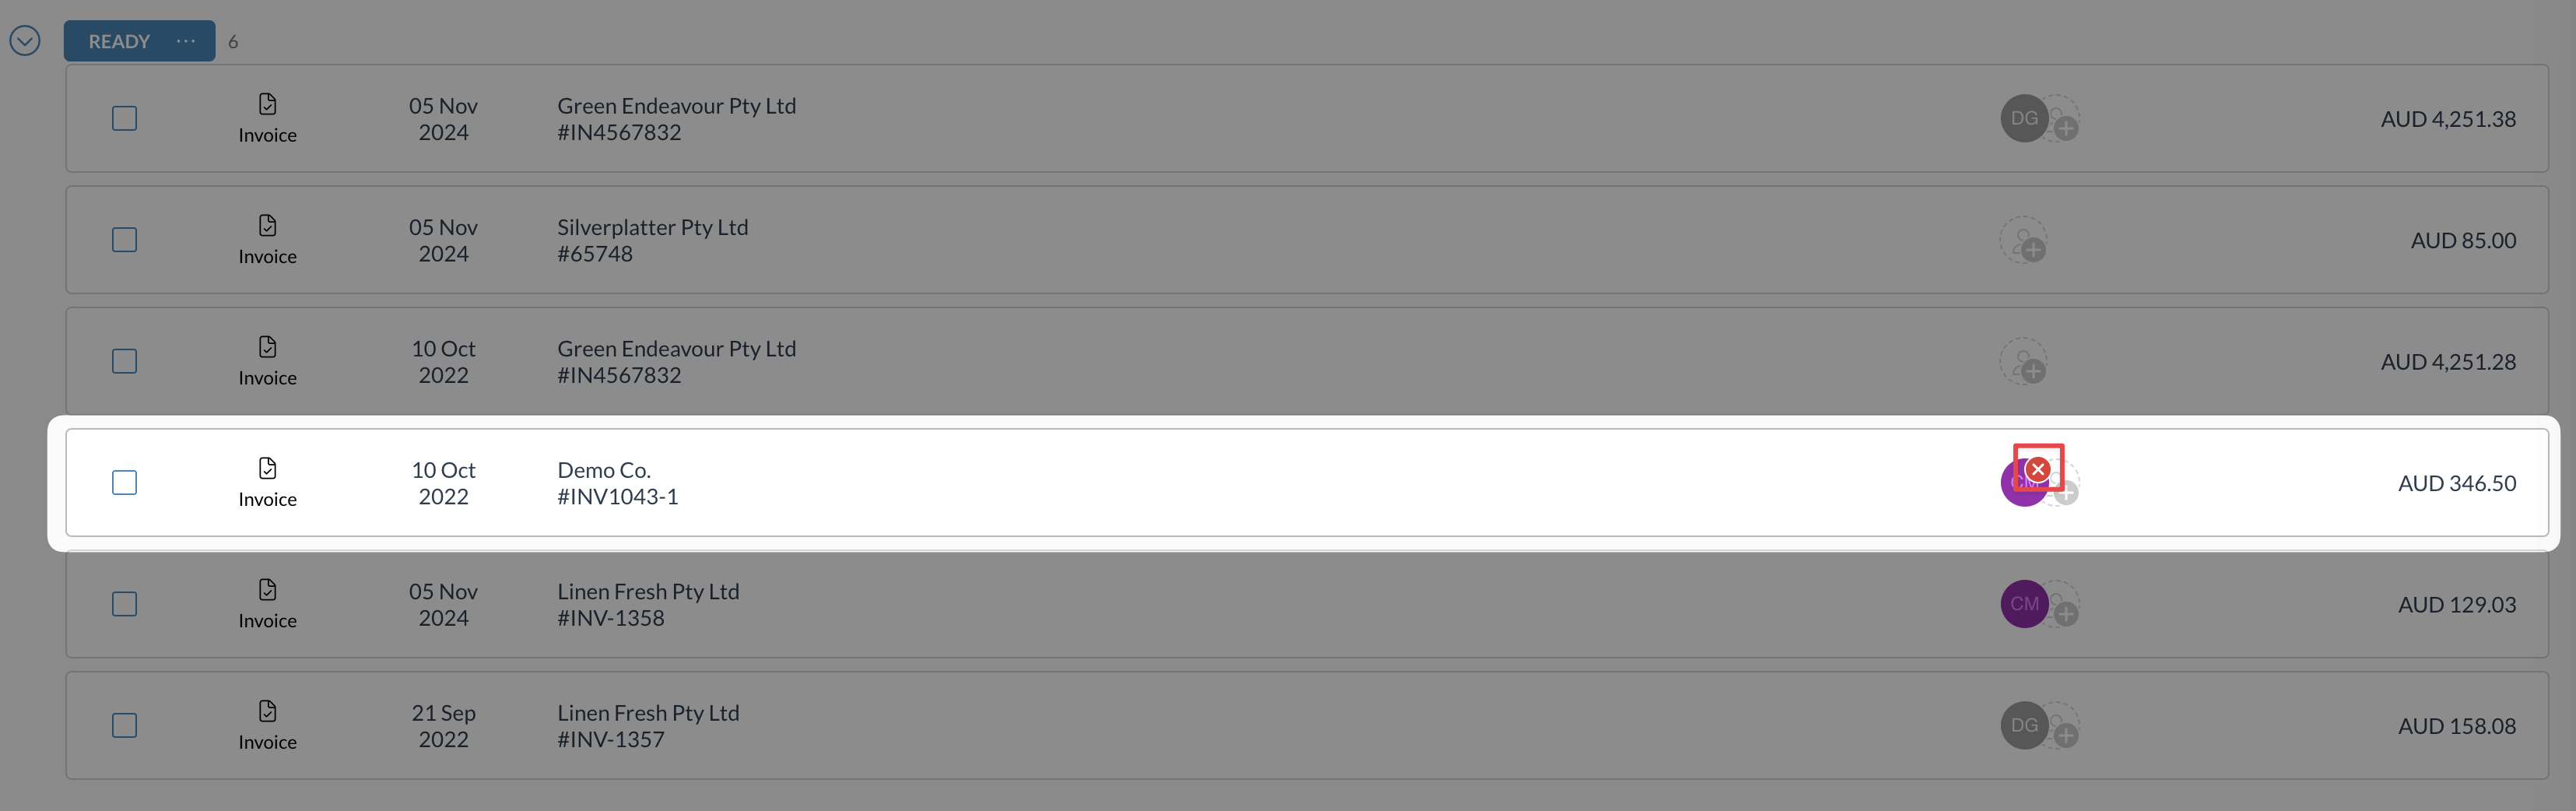 READY ... 6
Invoice
05 Nov
2024
Green Endeavour Pty Ltd
#IN4567832
DG
AUD 4,251.38
Invoice
05 Nov
2024
Silverplatter Pty Ltd
#65748
AUD 85.00
Invoice
10 Oct
2022
Green Endeavour Pty Ltd
#IN4567832
AUD 4,251.28
Invoice
10 Oct
2022
Demo Co.
#INV1043-1
CM
AUD 346.50
Invoice
05 Nov
2024
Linen Fresh Pty Ltd
#INV-1358
CM
AUD 129.03
Invoice
21 Sep
2022
Linen Fresh Pty Ltd
#INV-1357
DG
AUD 158.08